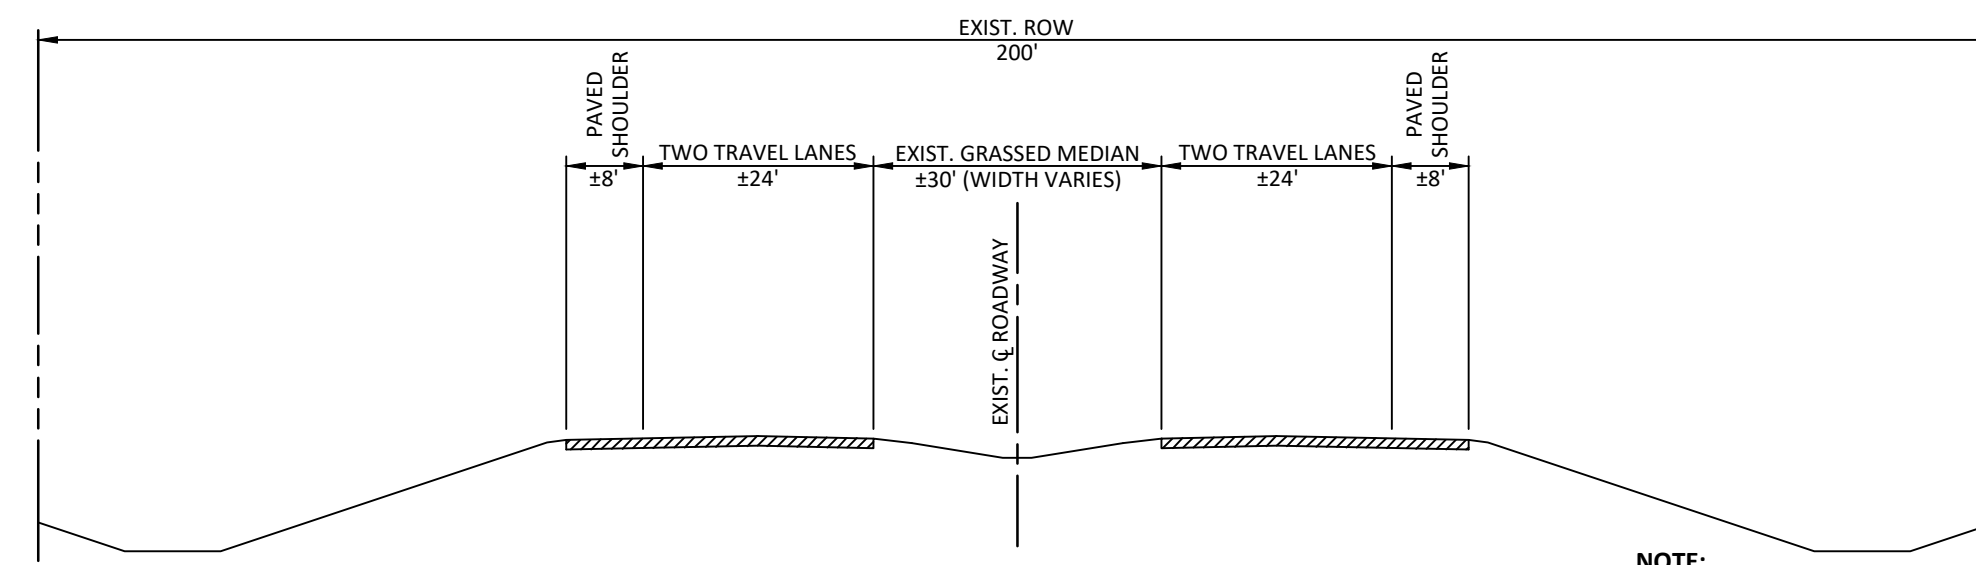 EXIST. ROW
200'
PAVED
SHOULDER
PAVED
SHOULDER
TWO TRAVEL LANES
±24'
EXIST. GRASSED MEDIAN
±30' (WIDTH VARIES)
TWO TRAVEL LANES
±24'
±8'
±8'
EXIST. ℄ ROADWAY
NOTE: